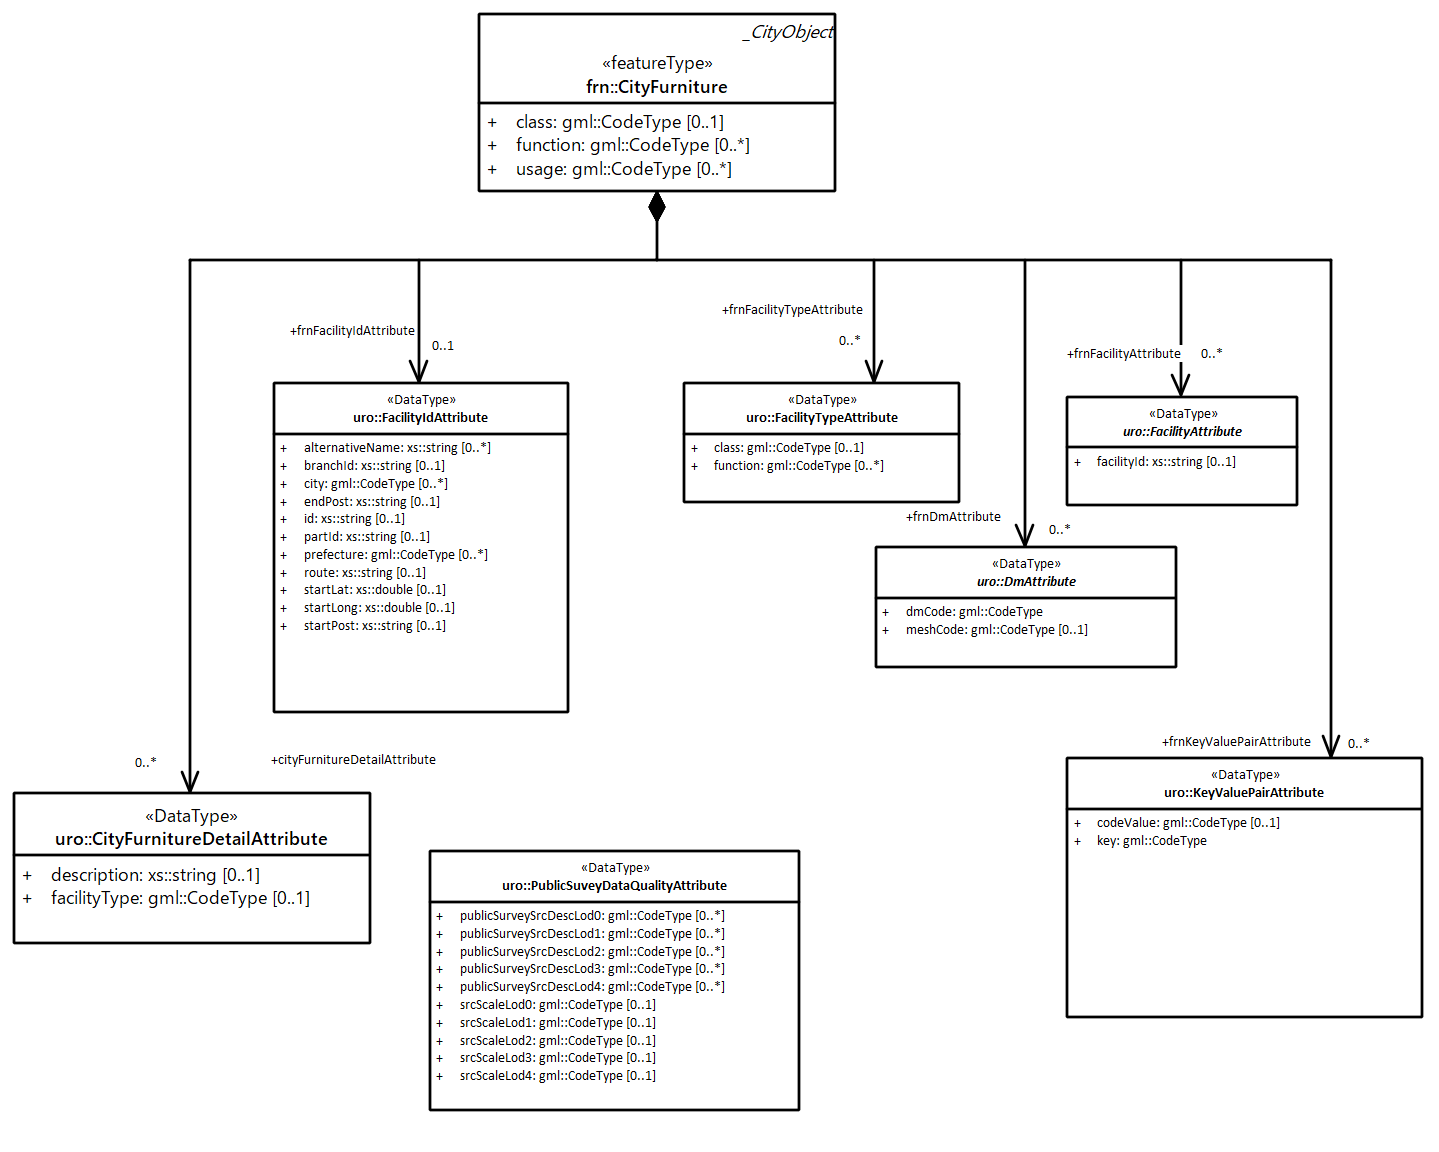 _CityObject
«featureType»
frn::CityFurniture
+ class: gml::CodeType [0..1]
+ function: gml::CodeType [0..*]
+ usage: gml::CodeType [0..*]
+frnFacilityIdAttribute
0..1
+frnFacilityTypeAttribute
0..*
+frnFacilityAttribute
0..*
«DataType»
uro::FacilityIdAttribute
+ alternativeName: xs::string [0..*]
+ branchId: xs::string [0..1]
+ city: gml::CodeType [0..*]
+ endPost: xs::string [0..1]
+ id: xs::string [0..1]
+ partId: xs::string [0..1]
+ prefecture: gml::CodeType [0..*]
+ route: xs::string [0..1]
+ startLat: xs::double [0..1]
+ startLong: xs::double [0..1]
+ startPost: xs::string [0..1]
«DataType»
uro::FacilityTypeAttribute
+ class: gml::CodeType [0..1]
+ function: gml::CodeType [0..*]
«DataType»
uro::FacilityAttribute
+ facilityId: xs::string [0..1]
+frnDmAttribute
0..*
«DataType»
uro::DmAttribute
+ dmCode: gml::CodeType
+ meshCode: gml::CodeType [0..1]
0..*
+cityFurnitureDetailAttribute
+frnKeyValuePairAttribute
0..*
«DataType»
uro::CityFurnitureDetailAttribute
+ description: xs::string [0..1]
+ facilityType: gml::CodeType [0..1]
«DataType»
uro::PublicSuveyDataQualityAttribute
+ publicSurveySrcDescLod0: gml::CodeType [0..*]
+ publicSurveySrcDescLod1: gml::CodeType [0..*]
+ publicSurveySrcDescLod2: gml::CodeType [0..*]
+ publicSurveySrcDescLod3: gml::CodeType [0..*]
+ publicSurveySrcDescLod4: gml::CodeType [0..*]
+ srcScaleLod0: gml::CodeType [0..1]
+ srcScaleLod1: gml::CodeType [0..1]
+ srcScaleLod2: gml::CodeType [0..1]
+ srcScaleLod3: gml::CodeType [0..1]
+ srcScaleLod4: gml::CodeType [0..1]
«DataType»
uro::KeyValuePairAttribute
+ codeValue: gml::CodeType [0..1]
+ key: gml::CodeType